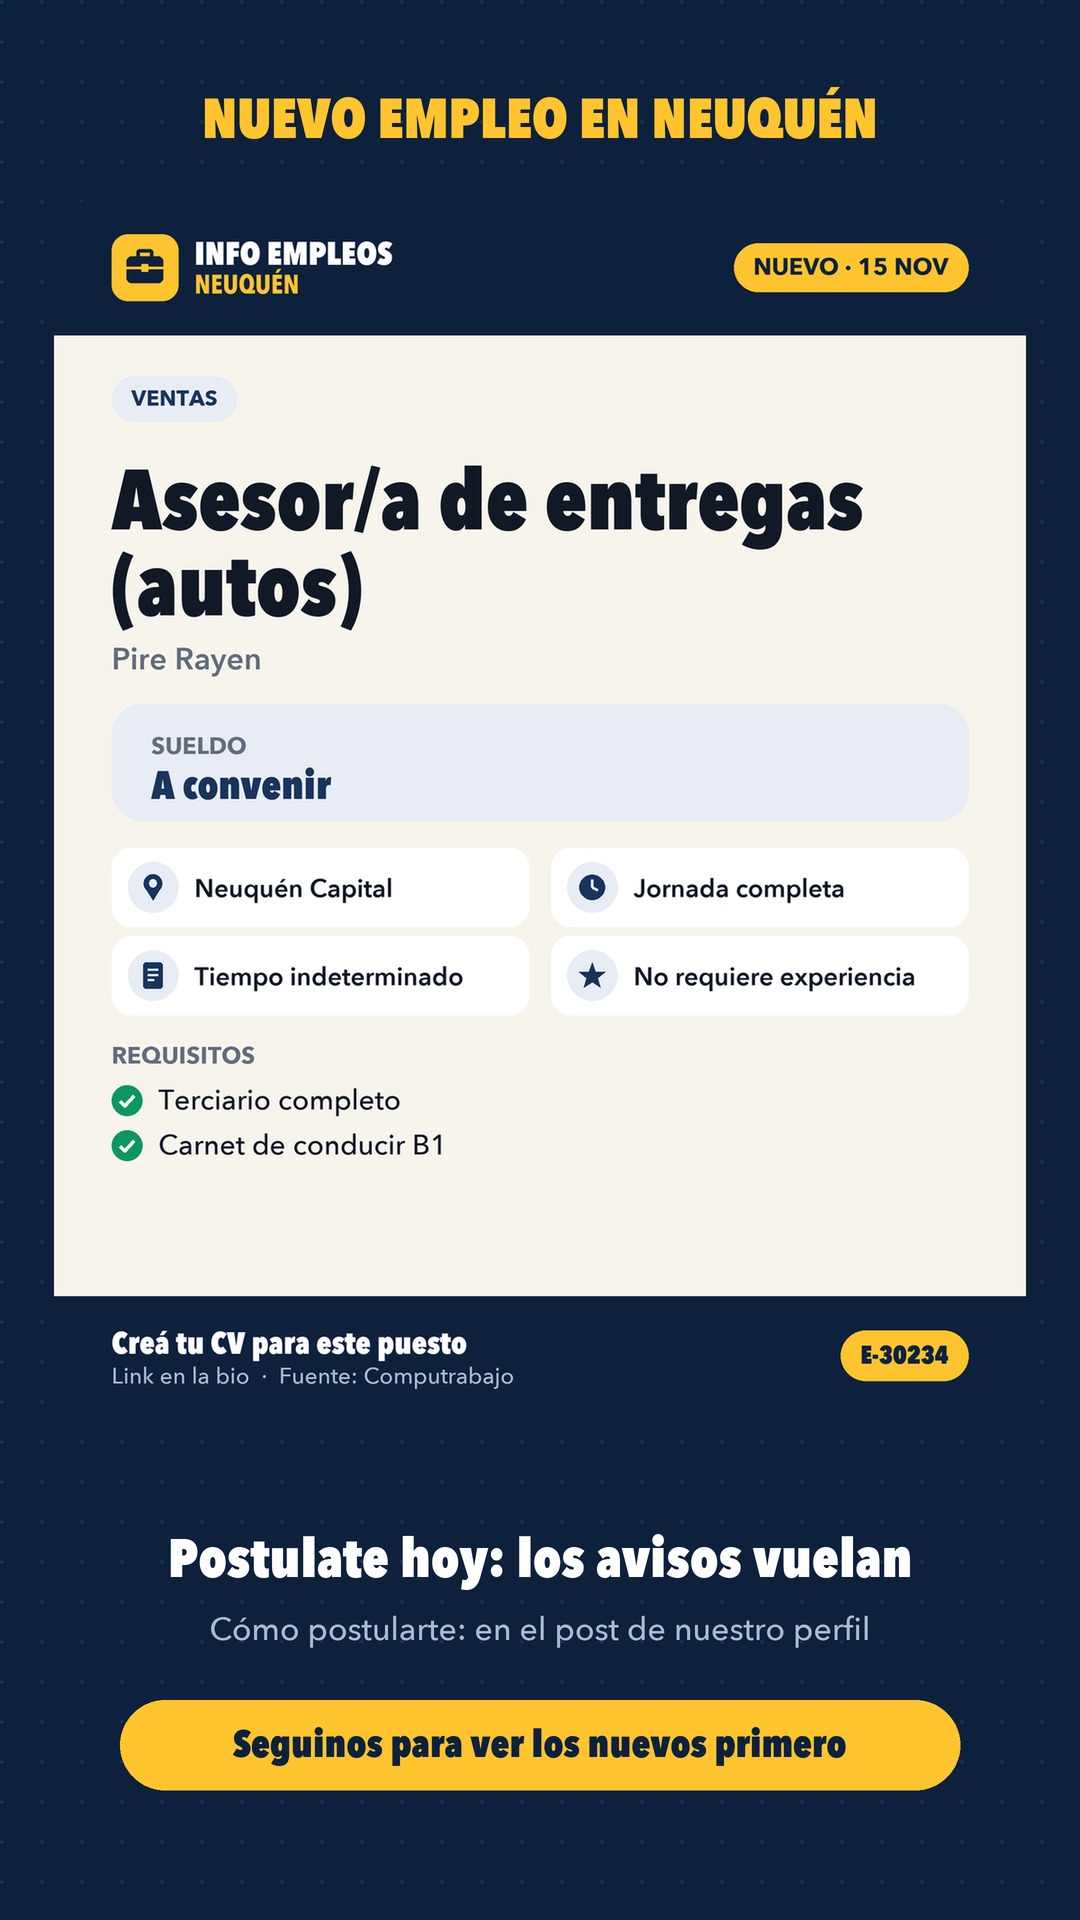 NUEVO EMPLEO EN NEUQUÉN
INFO EMPLEOS
NEUQUÉN
NUEVO · 15 NOV
VENTAS
Asesor/a de entregas
(autos)
Pire Rayen
SUELDO
A convenir
Neuquén Capital
Jornada completa
Tiempo indeterminado
No requiere experiencia
REQUISITOS
Terciario completo
Carnet de conducir B1
Creá tu CV para este puesto
Link en la bio · Fuente: Computrabajo
E-30234
Postulate hoy: los avisos vuelan
Cómo postularte: en el post de nuestro perfil
Seguinos para ver los nuevos primero